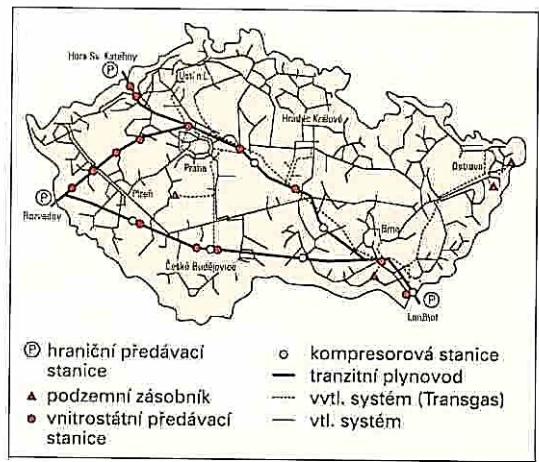 Hora Sv. Kateřiny
P
Ústí n.L.
Hradec Králové
Praha
Ostrava
Plzeň
P
Rozvadov
Brno
České Budějovice
P
Lanžhot
P hraniční předávací
stanice
podzemní zásobník
vnitrostátní předávací
stanice
kompresorová stanice
tranzitní plynovod
vvtl. systém (Transgas)
vtl. systém